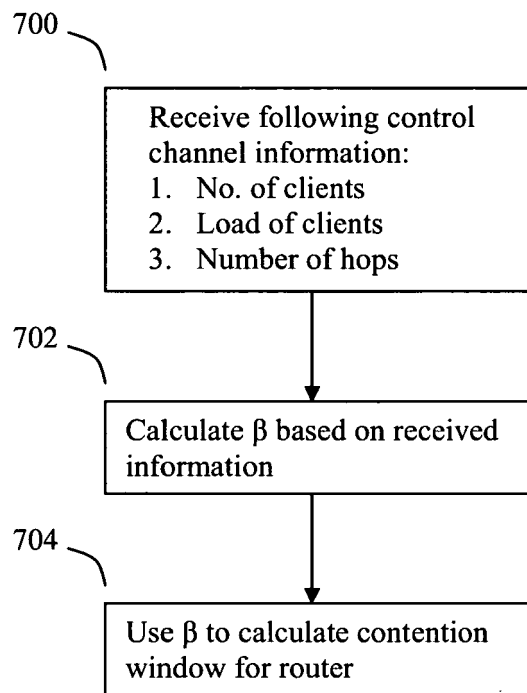 700
Receive following control
channel information:
1. No. of clients
2. Load of clients
3. Number of hops
702
Calculate β based on received
information
704
Use β to calculate contention
window for router